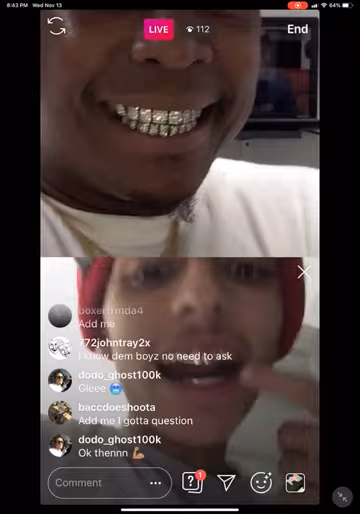 8:43 PM Wed Nov 13
64%
LIVE 112 End
Add me
772johntray2x
I know dem boyz no need to ask
dodo_ghost100k
Gleee 🥶
baccdoeshoota
Add me I gotta question
dodo_ghost100k
Ok thennn 💪🏽
Comment
1
?